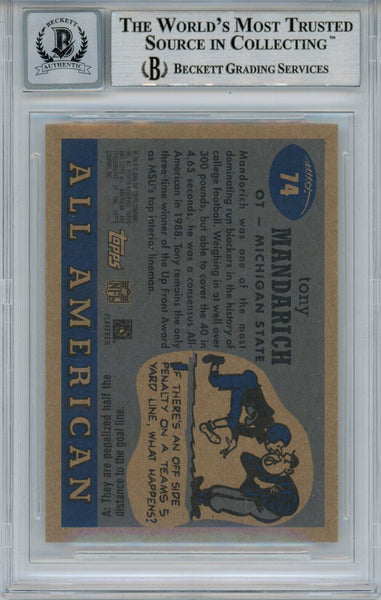 BECKETT
AUTHENTIC
THE WORLD'S MOST TRUSTED
SOURCE IN COLLECTING™
BECKETT GRADING SERVICES
74
tony
MANDARICH
OT – MICHIGAN STATE
Mandarich was one of the most
dominating run blockers in the history of
college football. Weighing in at well over
300 pounds, but able to cover the 40 in
4.65 seconds, he was a consensus All-
American in 1988. Tony remains the only
three-time winner of the Up Front Award
as MSU's top interior lineman.
IF THERE'S AN OFF SIDE
PENALTY ON A TEAM'S 5
YARD LINE, WHAT HAPPENS?
A: They are penalized half the
distance to the goal line.
Topps
NFL
PLAYERS
ALL AMERICAN